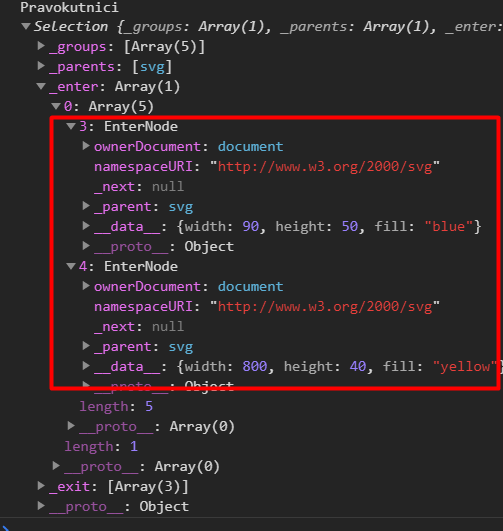 Pravokutnici
▼Selection {_groups: Array(1), _parents: Array(1), _enter:
▶_groups: [Array(5)]
▶_parents: [svg]
▼_enter: Array(1)
▼0: Array(5)
▼3: EnterNode
▶ownerDocument: document
namespaceURI: "http://www.w3.org/2000/svg"
_next: null
▶_parent: svg
▶__data__: {width: 90, height: 50, fill: "blue"}
▶__proto__: Object
▼4: EnterNode
▶ownerDocument: document
namespaceURI: "http://www.w3.org/2000/svg"
_next: null
▶_parent: svg
▶__data__: {width: 800, height: 40, fill: "yellow"}
▶__proto__: Object
length: 5
▶__proto__: Array(0)
length: 1
▶__proto__: Array(0)
▶_exit: [Array(3)]
▶__proto__: Object